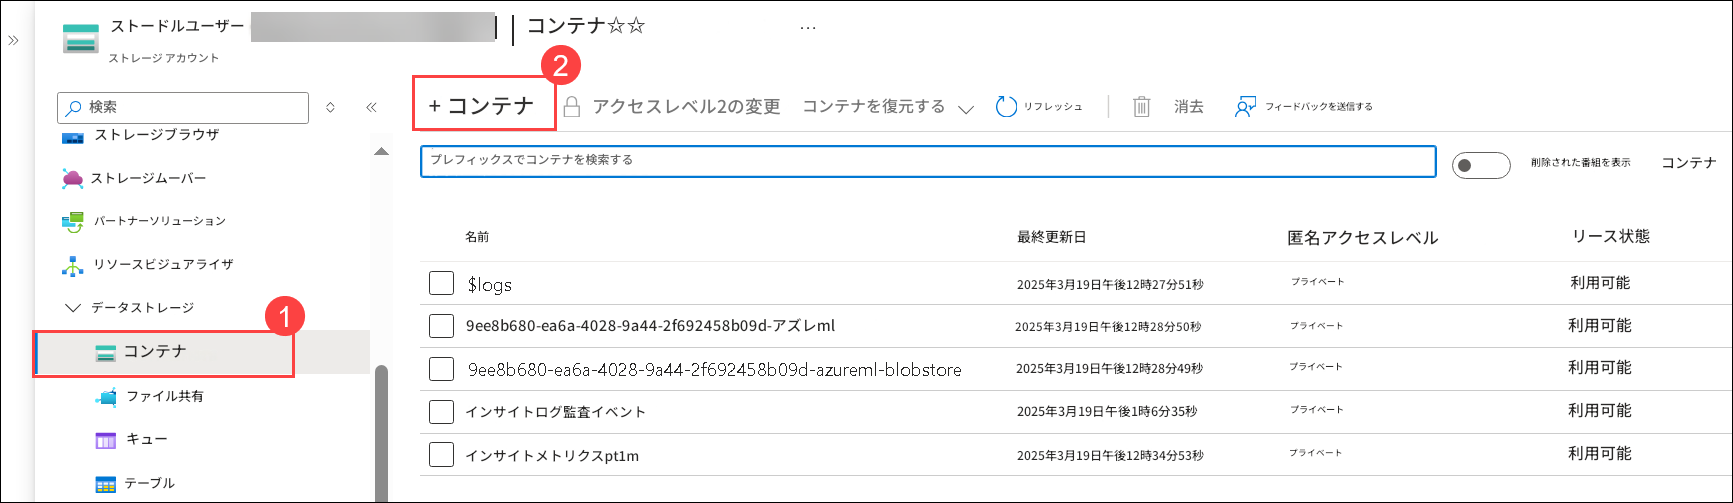 ストードルユーザー
コンテナ☆☆
...
ストレージ アカウント
検索
ストレージブラウザ
ストレージムーバー
パートナーソリューション
リソースビジュアライザ
データストレージ
1
コンテナ
ファイル共有
キュー
テーブル
2
+ コンテナ
アクセスレベル2の変更
コンテナを復元する
リフレッシュ
消去
フィードバックを送信する
プレフィックスでコンテナを検索する
削除された番組を表示
コンテナ
名前 最終更新日 匿名アクセスレベル リース状態
$logs 2025年3月19日午後12時27分51秒 プライベート 利用可能
9ee8b680-ea6a-4028-9a44-2f692458b09d-アズレml 2025年3月19日午後12時28分50秒 プライベート 利用可能
9ee8b680-ea6a-4028-9a44-2f692458b09d-azureml-blobstore 2025年3月19日午後12時28分49秒 プライベート 利用可能
インサイトログ監査イベント 2025年3月19日午後1時6分35秒 プライベート 利用可能
インサイトメトリクスpt1m 2025年3月19日午後12時34分53秒 プライベート 利用可能